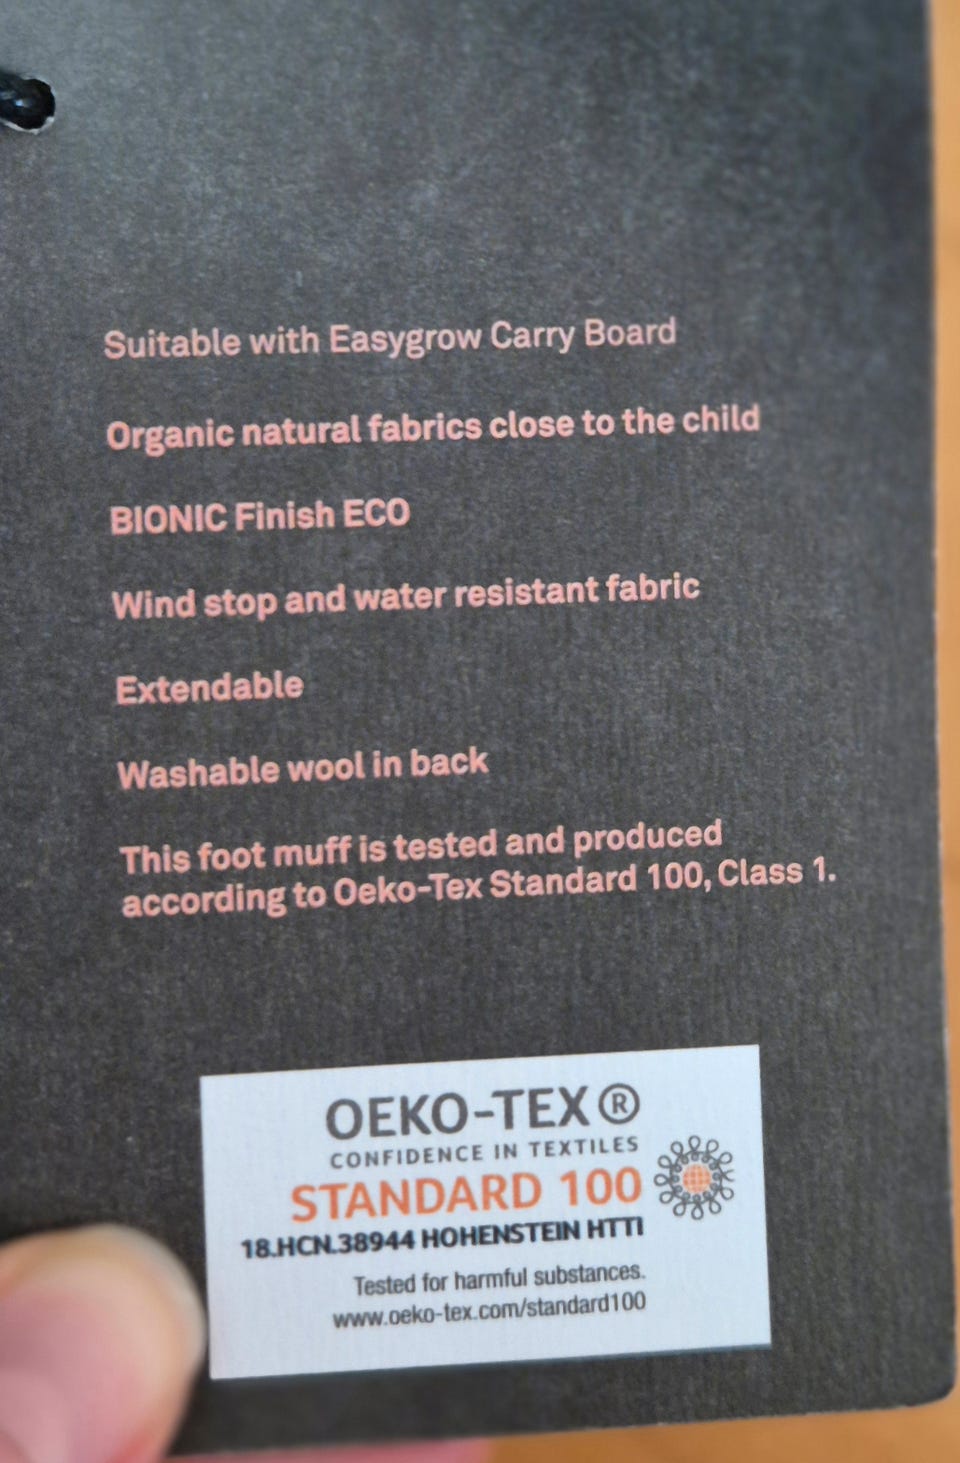 Suitable with Easygrow Carry Board
Organic natural fabrics close to the child
BIONIC Finish ECO
Wind stop and water resistant fabric
Extendable
Washable wool in back
This foot muff is tested and produced
according to Oeko-Tex Standard 100, Class 1.
OEKO-TEX®
CONFIDENCE IN TEXTILES
STANDARD 100
18.HCN.38944 HOHENSTEIN HTTI
Tested for harmful substances.
www.oeko-tex.com/standard100